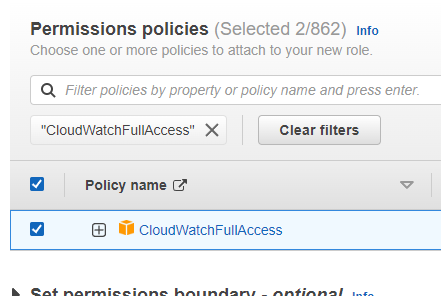 Permissions policies (Selected 2/862) Info
Choose one or more policies to attach to your new role.
Filter policies by property or policy name and press enter.
"CloudWatchFullAccess" Clear filters
Policy name
CloudWatchFullAccess
Set permissions boundary - optional Info